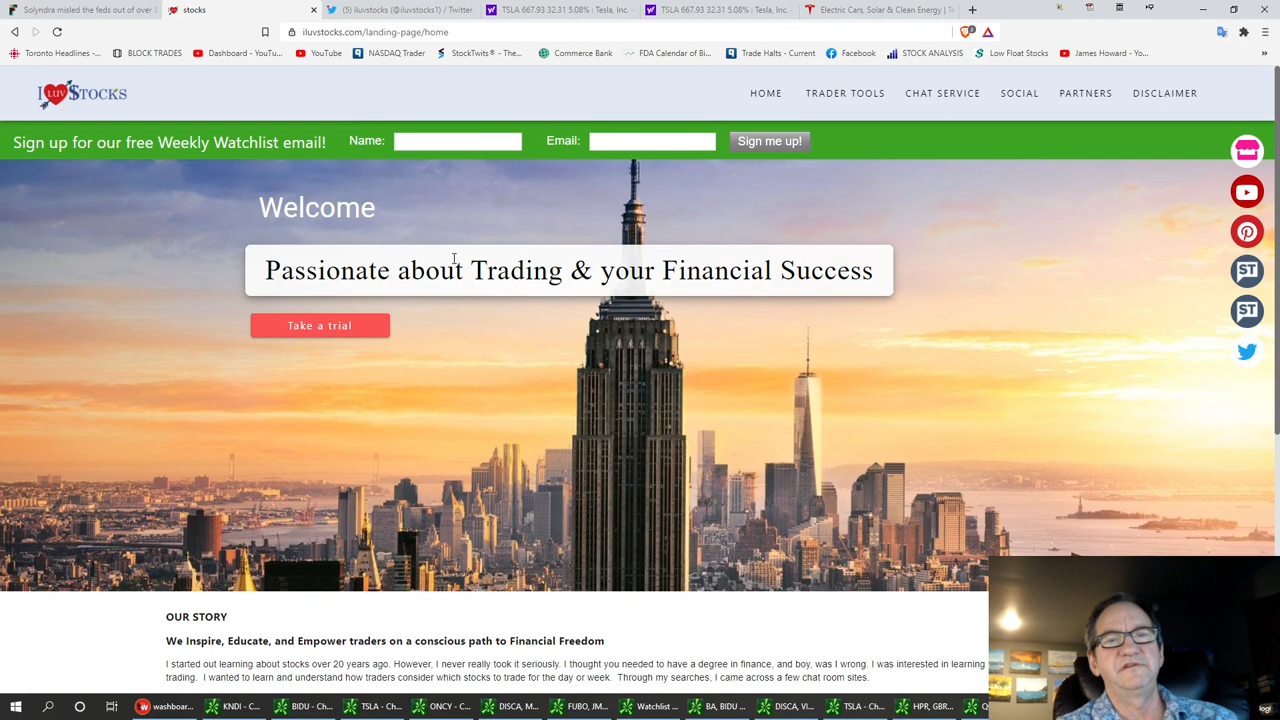 Solyndra misled the feds out of over $
stocks
(5) iluvstocks (@iluvstocks1) / Twitter
TSLA 667.93 32.31 5.08% : Tesla, Inc. -
TSLA 667.93 32.31 5.08% : Tesla, Inc. -
Electric Cars, Solar & Clean Energy | Te
iluvstocks.com/landing-page/home
Toronto Headlines -...
BLOCK TRADES
Dashboard - YouTu...
YouTube
NASDAQ Trader
StockTwits® - The...
Commerce Bank
FDA Calendar of Bi...
Trade Halts - Current
Facebook
STOCK ANALYSIS
Low Float Stocks
James Howard - Yo...
I LUV $TOCKS
HOME
TRADER TOOLS
CHAT SERVICE
SOCIAL
PARTNERS
DISCLAIMER
Sign up for our free Weekly Watchlist email!
Name:
Email:
Sign me up!
Welcome
Passionate about Trading & your Financial Success
Take a trial
ST
ST
OUR STORY
We Inspire, Educate, and Empower traders on a conscious path to Financial Freedom
I started out learning about stocks over 20 years ago. However, I never really took it seriously. I thought you needed to have a degree in finance, and boy, was I wrong. I was interested in learning
trading. I wanted to learn and understand how traders consider which stocks to trade for the day or week. Through my searches, I came across a few chat room sites.
washboar...
KNDI - C...
BIDU - C...
TSLA - Ch...
ONCY - C...
DISCA, M...
FUBO, JM...
Watchlist ...
BA, BIDU ...
DISCA, VI...
TSLA - Ch...
HPR, GBR...
logi